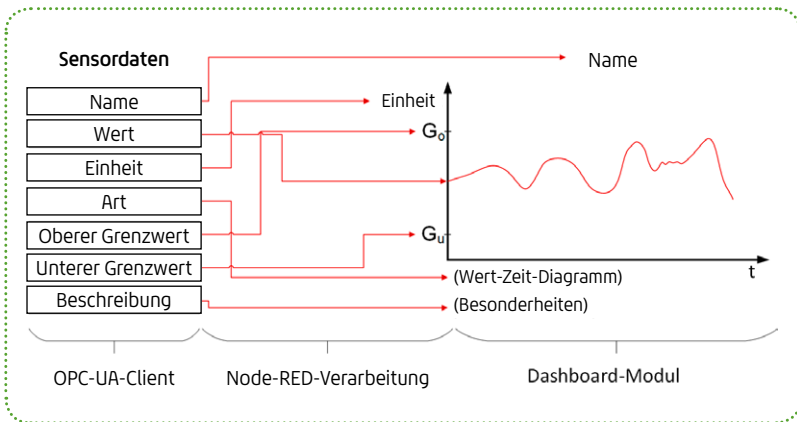 Sensordaten
Name
Name
Einheit
Wert
Go
Einheit
Art
Oberer Grenzwert
Gu
Unterer Grenzwert
t
(Wert-Zeit-Diagramm)
Beschreibung
(Besonderheiten)
OPC-UA-Client
Node-RED-Verarbeitung
Dashboard-Modul